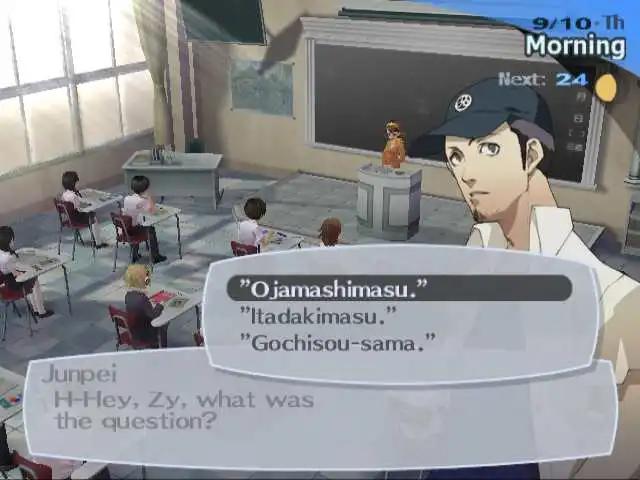 9/10・Th
Morning
Next: 24
"Ojamashimasu."
"Itadakimasu."
"Gochisou-sama."
Junpei
H-Hey, Zy, what was
the question?